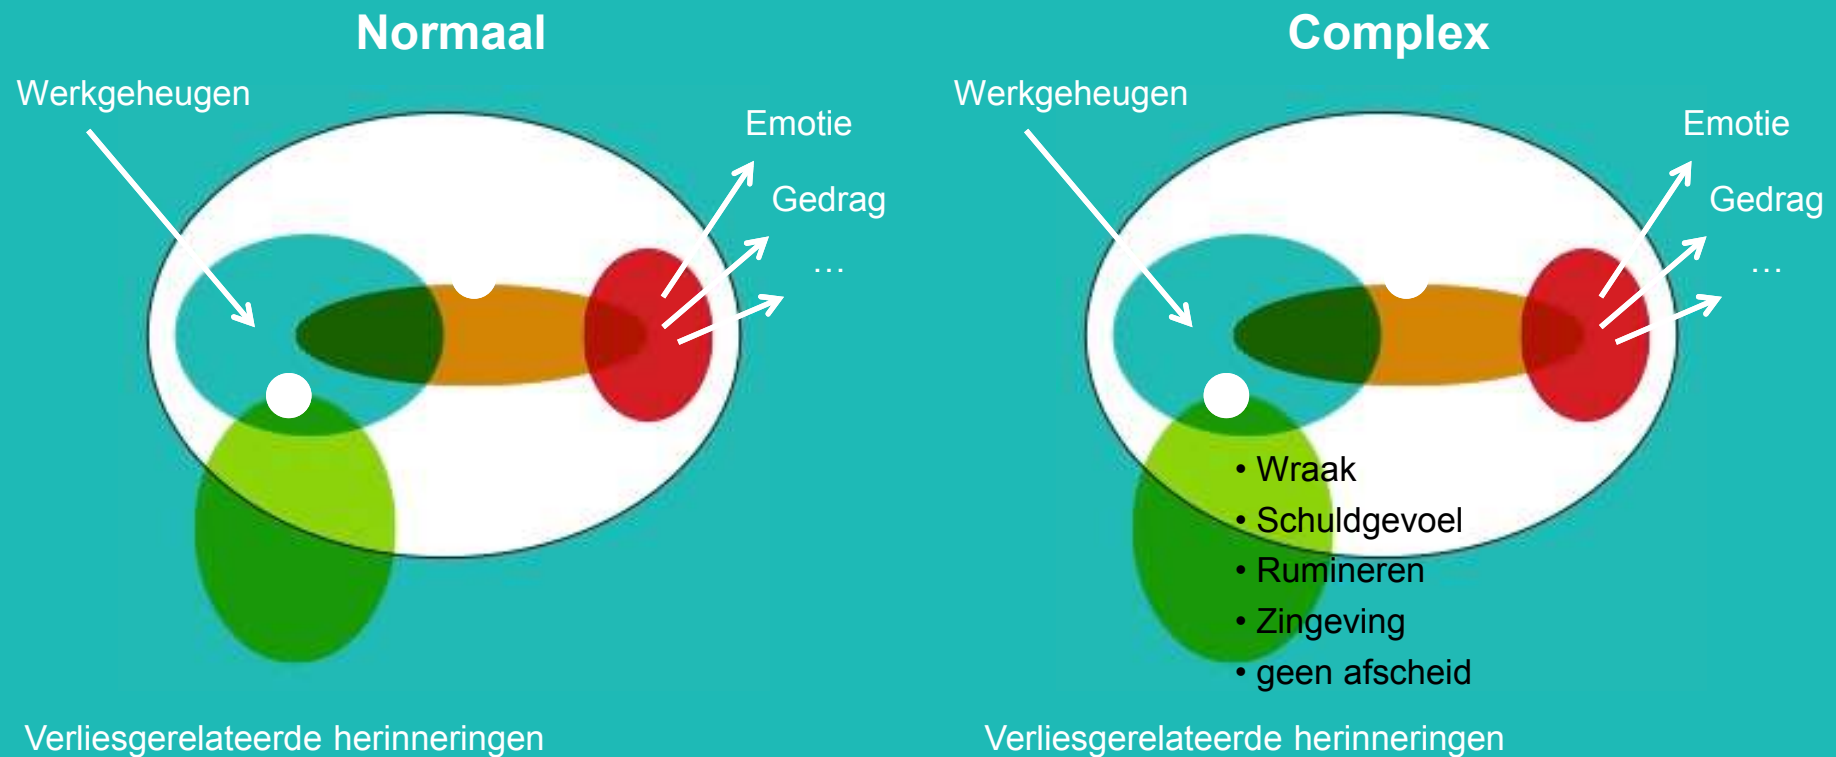 Normaal
Werkgeheugen
Emotie
Gedrag
...
Verliesgerelateerde herinneringen
Complex
Werkgeheugen
Emotie
Gedrag
...
• Wraak
• Schuldgevoel
• Rumineren
• Zingeving
• geen afscheid
Verliesgerelateerde herinneringen